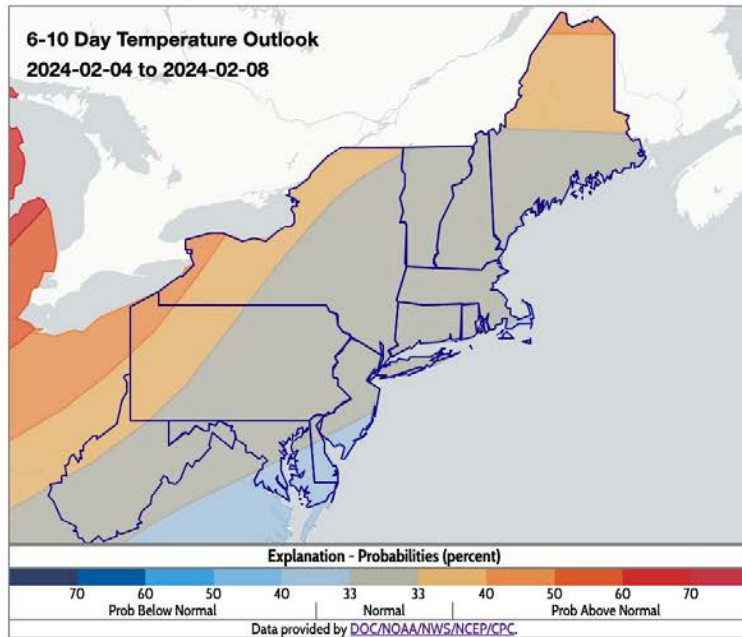 6-10 Day Temperature Outlook
2024-02-04 to 2024-02-08
Explanation - Probabilities (percent)
70 60 50 40 33 33 40 50 60 70
Prob Below Normal | Normal | Prob Above Normal
Data provided by DOC/NOAA/NWS/NCEP/CPC.